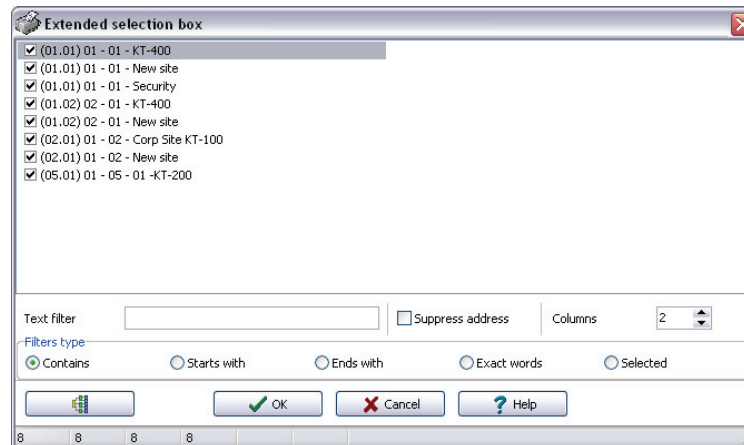 Extended selection box
(01.01) 01 - 01 - KT-400
(01.01) 01 - 01 - New site
(01.01) 01 - 01 - Security
(01.02) 02 - 01 - KT-400
(01.02) 02 - 01 - New site
(02.01) 01 - 02 - Corp Site KT-100
(02.01) 01 - 02 - New site
(05.01) 01 - 05 - 01 -KT-200
Text filter Suppress address Columns 2
Filters type
Contains Starts with Ends with Exact words Selected
OK Cancel ? Help
8 8 8 8